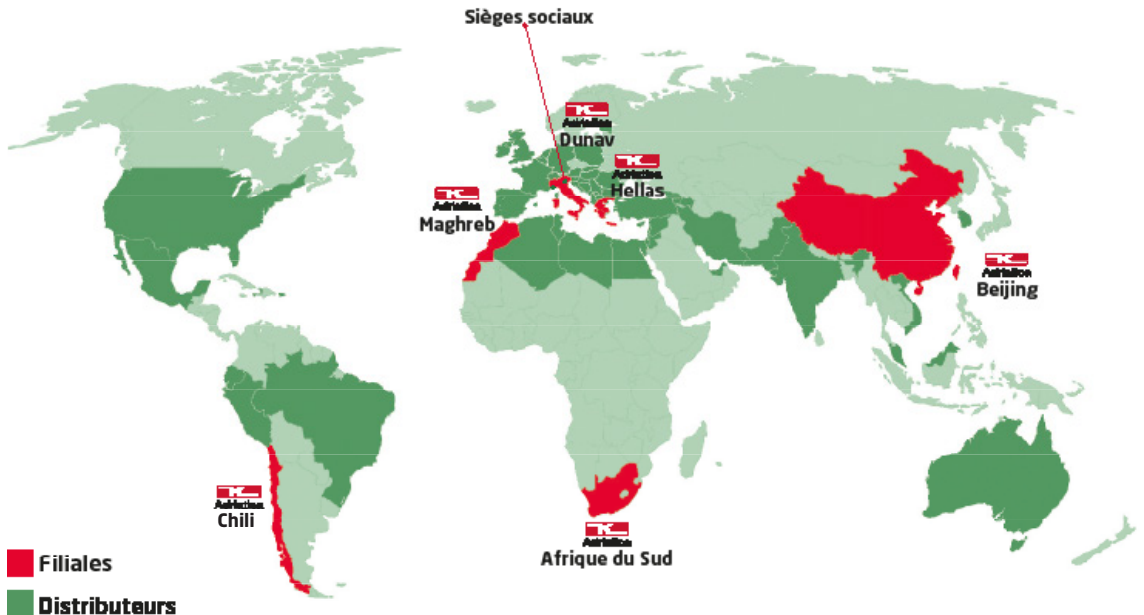 Sièges sociaux
Dunav
Hellas
Maghreb
Beijing
Chili
Afrique du Sud
Filiales
Distributeurs